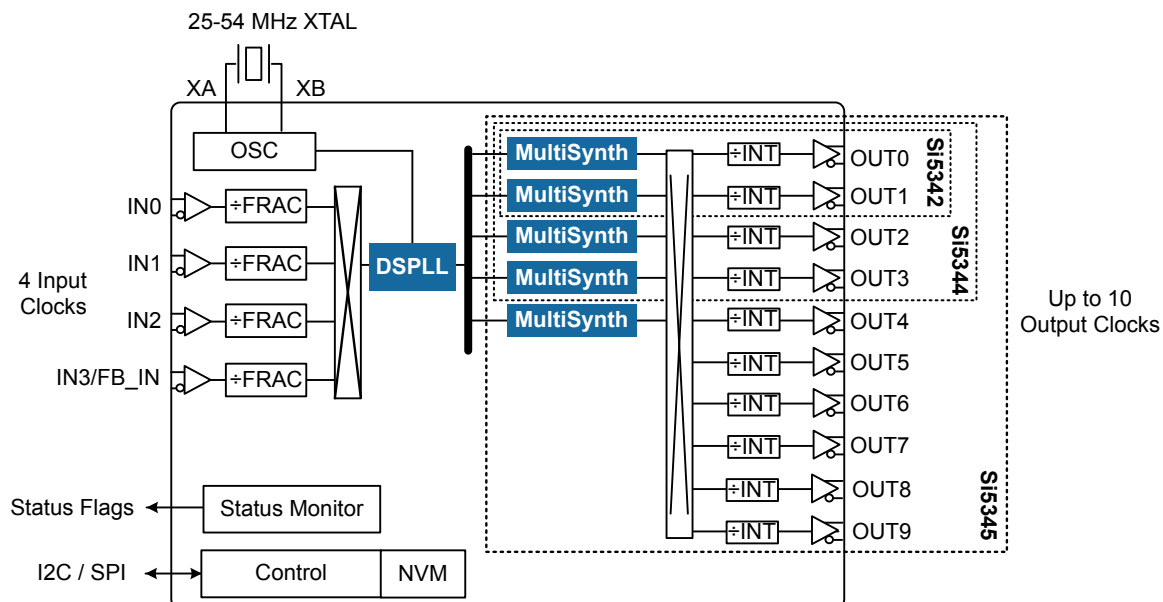 25-54 MHz XTAL
XA
XB
OSC
IN0
÷FRAC
IN1
÷FRAC
4 Input
Clocks
IN2
÷FRAC
IN3/FB_IN
÷FRAC
DSPLL
MultiSynth
MultiSynth
MultiSynth
MultiSynth
MultiSynth
÷INT
OUT0
÷INT
OUT1
÷INT
OUT2
÷INT
OUT3
÷INT
OUT4
÷INT
OUT5
÷INT
OUT6
÷INT
OUT7
÷INT
OUT8
÷INT
OUT9
Si5342
Si5344
Si5345
Up to 10
Output Clocks
Status Flags
Status Monitor
I2C / SPI
Control
NVM